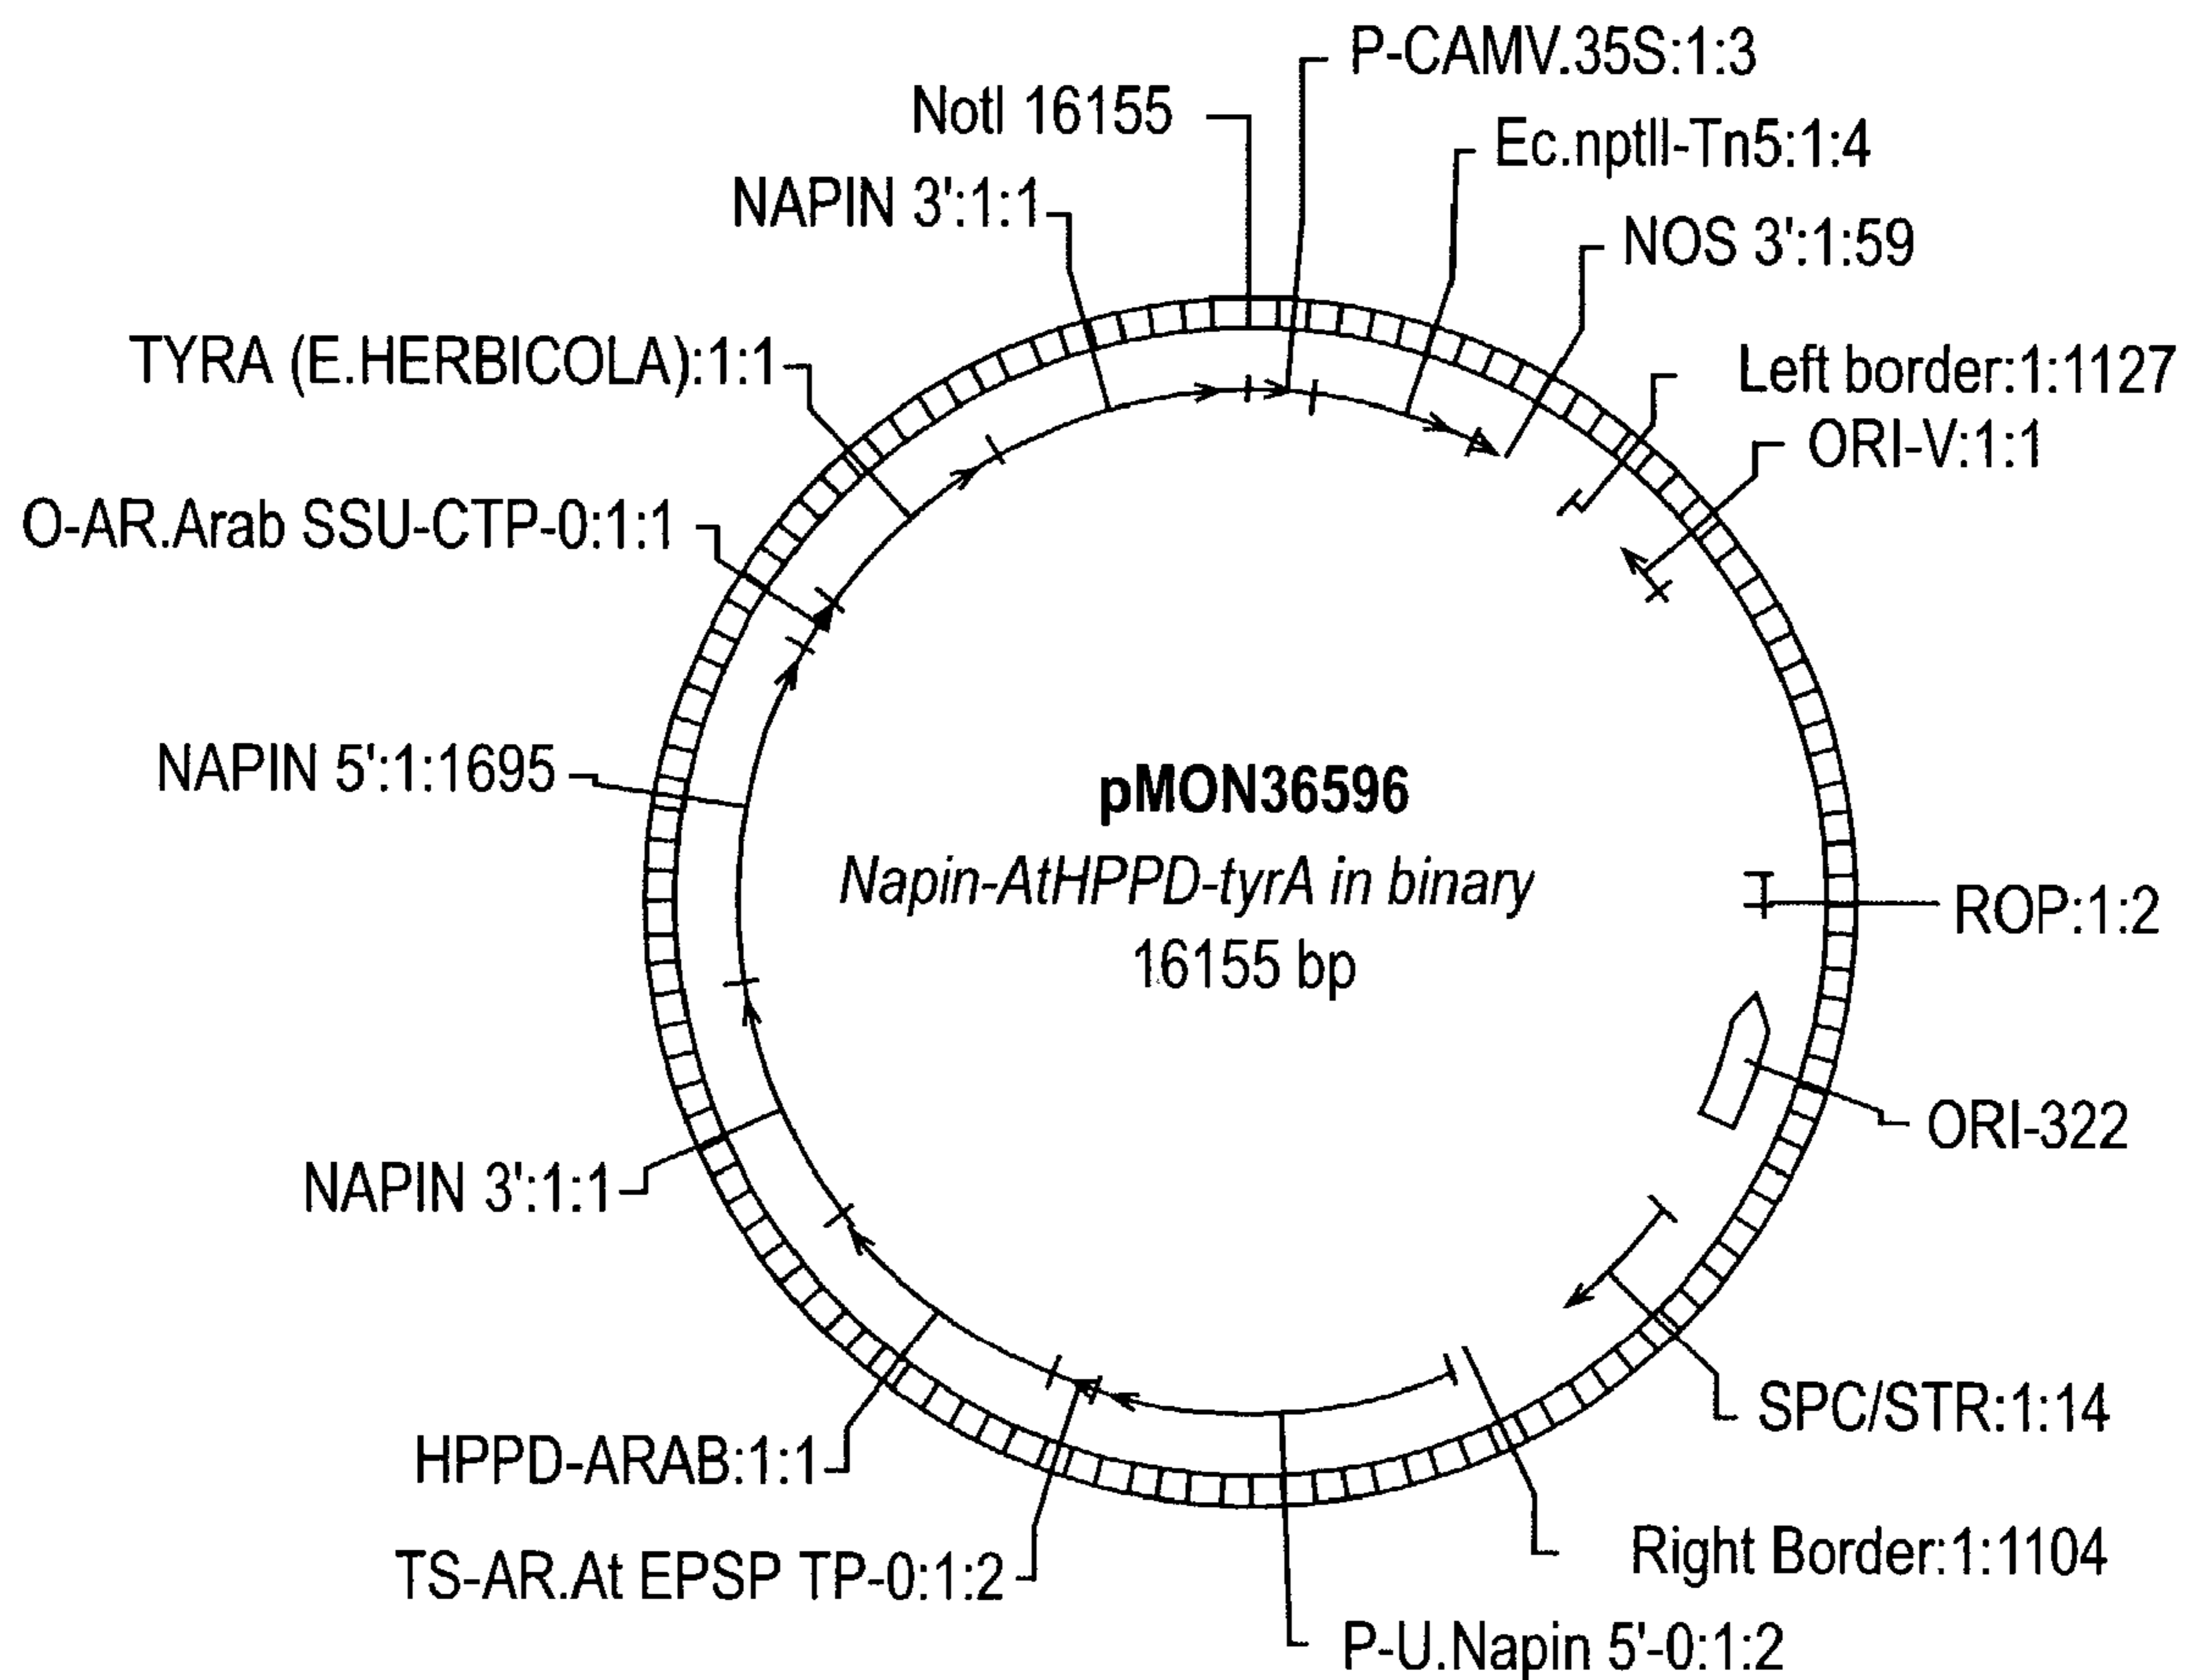 P-CAMV.35S:1:3
NotI 16155
Ec.nptII-Tn5:1:4
NAPIN 3':1:1
NOS 3':1:59
TYRA (E.HERBICOLA):1:1
Left border:1:1127
ORI-V:1:1
O-AR.Arab SSU-CTP-0:1:1
NAPIN 5':1:1695
pMON36596
Napin-AtHPPD-tyrA in binary
16155 bp
ROP:1:2
ORI-322
NAPIN 3':1:1
SPC/STR:1:14
HPPD-ARAB:1:1
Right Border:1:1104
TS-AR.At EPSP TP-0:1:2
P-U.Napin 5'-0:1:2